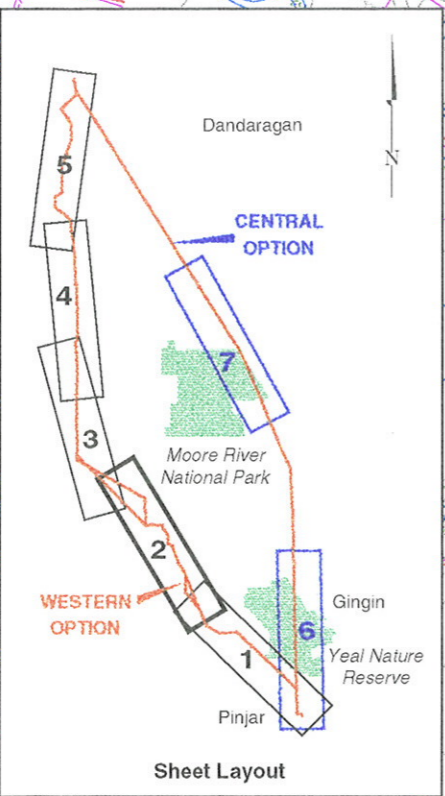 Dandaragan
5
N
CENTRAL
OPTION
4
7
3
Moore River
National Park
2
WESTERN
OPTION
Gingin
6
1
Yeal Nature
Reserve
Pinjar
Sheet Layout